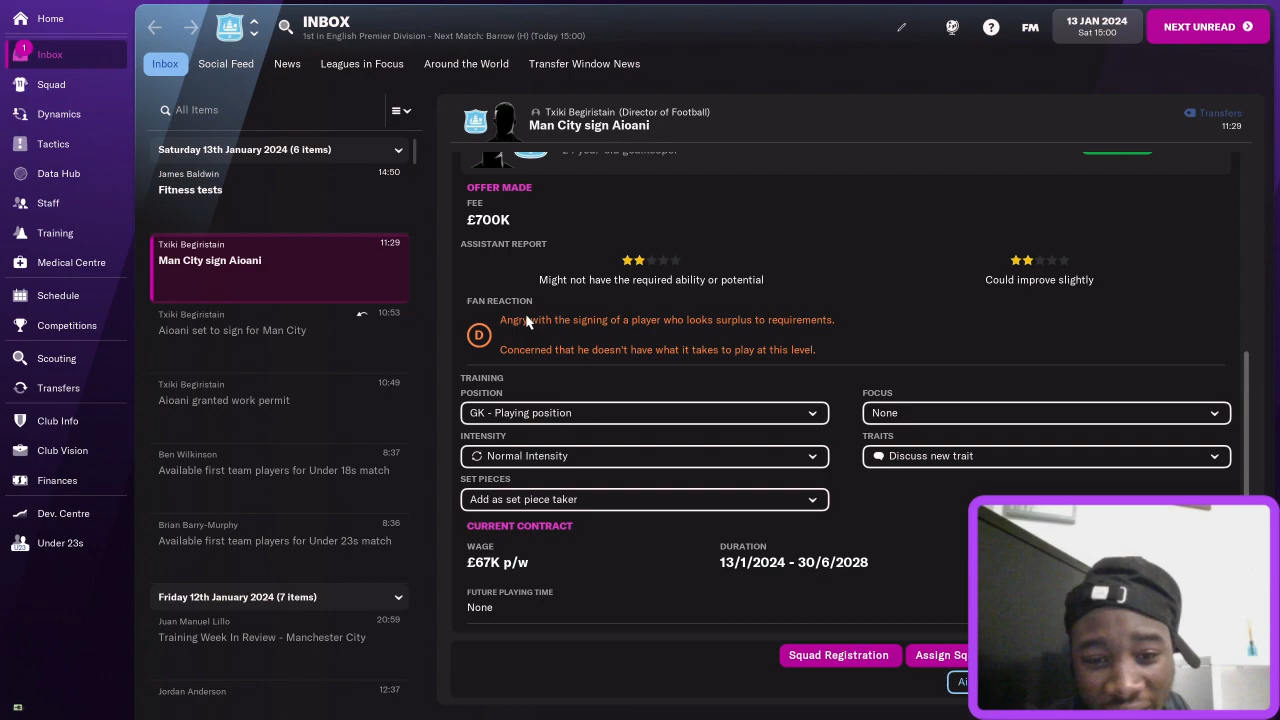 Home
1
Inbox
Squad
Dynamics
Tactics
Data Hub
Staff
Training
Medical Centre
Schedule
Competitions
Scouting
Transfers
Club Info
Club Vision
Finances
Dev. Centre
U23
Under 23s
INBOX
1st in English Premier Division - Next Match: Barrow (H) (Today 15:00)
?
FM
13 JAN 2024
Sat 15:00
NEXT UNREAD
Inbox
Social Feed
News
Leagues in Focus
Around the World
Transfer Window News
All Items
Saturday 13th January 2024 (6 items)
James Baldwin 14:50
Fitness tests
Txiki Begiristain 11:29
Man City sign Aioani
Txiki Begiristain 10:53
Aioani set to sign for Man City
Txiki Begiristain 10:49
Aioani granted work permit
Ben Wilkinson 8:37
Available first team players for Under 18s match
Brian Barry-Murphy 8:36
Available first team players for Under 23s match
Friday 12th January 2024 (7 items)
Juan Manuel Lillo 20:59
Training Week In Review - Manchester City
Jordan Anderson 12:37
Txiki Begiristain (Director of Football)
Man City sign Aioani
Transfers
11:29
OFFER MADE
FEE
£700K
ASSISTANT REPORT
Might not have the required ability or potential
Could improve slightly
FAN REACTION
D
Angry with the signing of a player who looks surplus to requirements.
Concerned that he doesn't have what it takes to play at this level.
TRAINING
POSITION
GK - Playing position
FOCUS
None
INTENSITY
Normal Intensity
TRAITS
Discuss new trait
SET PIECES
Add as set piece taker
CURRENT CONTRACT
WAGE
£67K p/w
DURATION
13/1/2024 - 30/6/2028
FUTURE PLAYING TIME
None
Squad Registration
Assign Sq
Ai